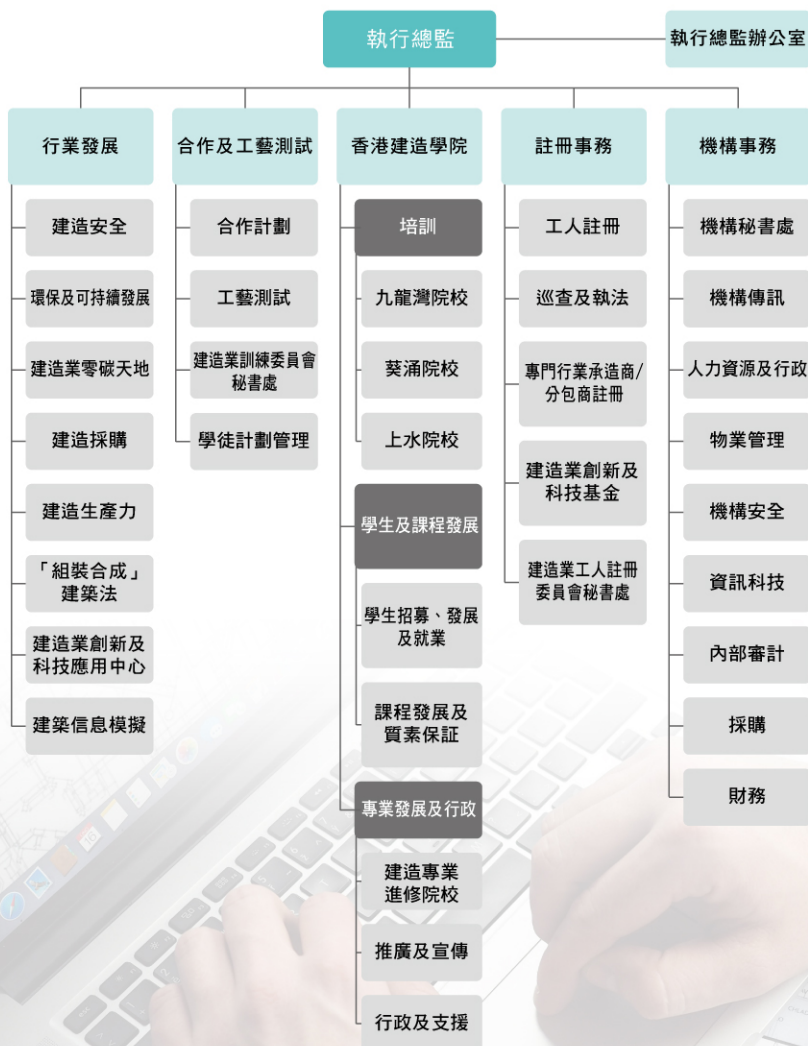 執行總監
執行總監辦公室
行業發展
建造安全
環保及可持續發展
建造業零碳天地
建造採購
建造生產力
「組裝合成」
建築法
建造業創新及
科技應用中心
建築信息模擬
合作及工藝測試
合作計劃
工藝測試
建造業訓練委員會
秘書處
學徒計劃管理
香港建造學院
培訓
九龍灣院校
葵涌院校
上水院校
學生及課程發展
學生招募、發展
及就業
課程發展及
質素保証
專業發展及行政
建造專業
進修院校
推廣及宣傳
行政及支援
註冊事務
工人註冊
巡查及執法
專門行業承造商/
分包商註冊
建造業創新及
科技基金
建造業工人註冊
委員會秘書處
機構事務
機構秘書處
機構傳訊
人力資源及行政
物業管理
機構安全
資訊科技
內部審計
採購
財務